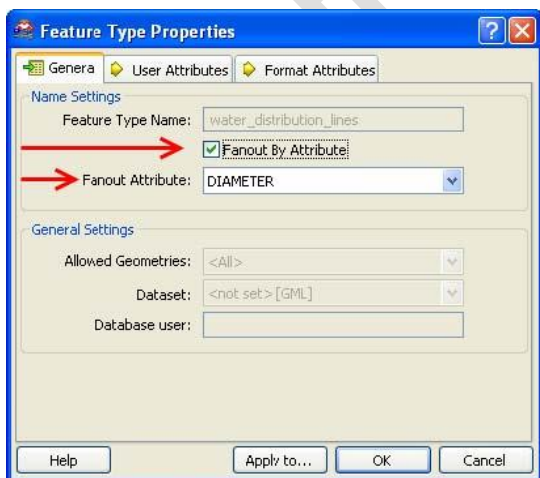 Feature Type Properties
Genera User Attributes Format Attributes
Name Settings
Feature Type Name: water_distribution_lines
Fanout By Attribute
Fanout Attribute: DIAMETER
General Settings
Allowed Geometries: <All>
Dataset: <not set> [GML]
Database user:
Help Apply to... OK Cancel